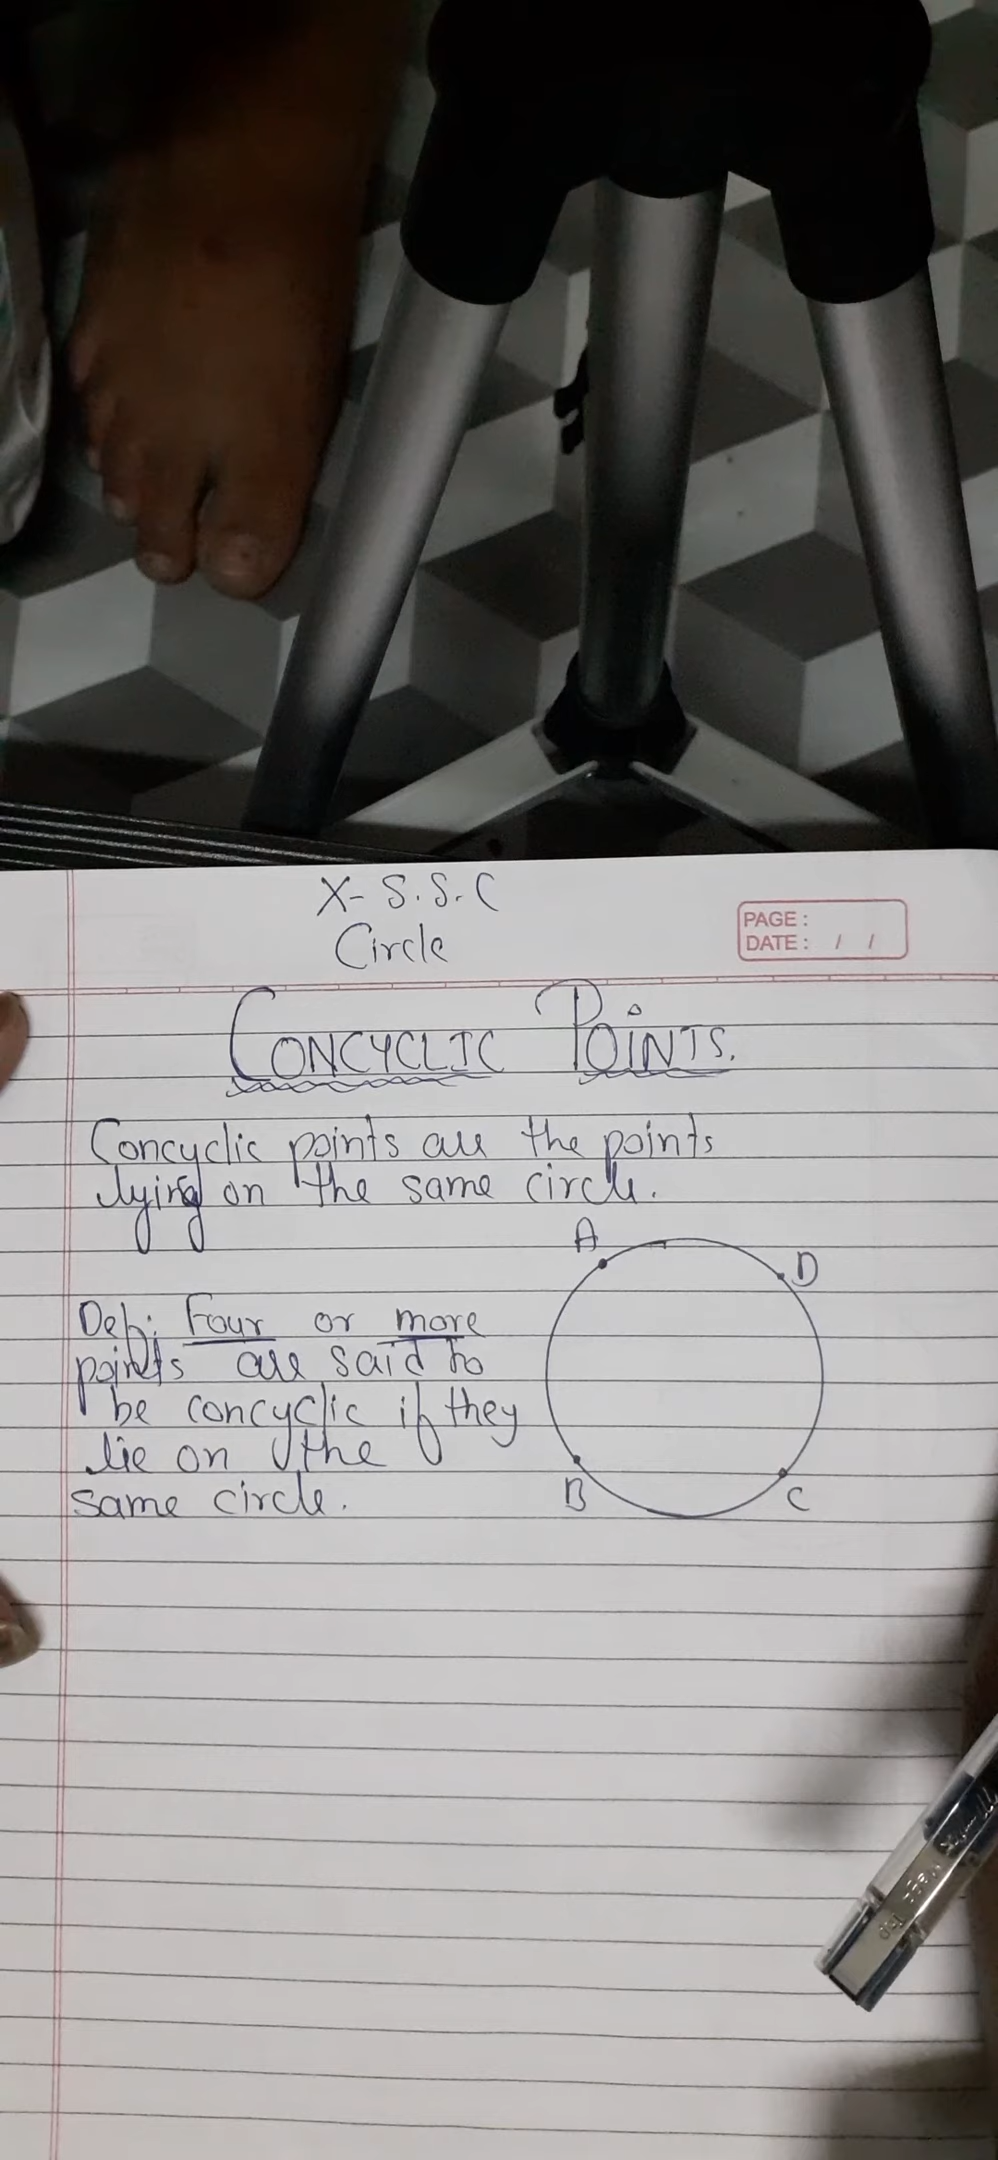 X- S.S.C
Circle
PAGE :
DATE : / /
CONCYCLIC POINTS.
Concyclic points are the points
lying on the same circle.
A
D
Def: Four or more
points are said to
be concyclic if they
lie on the
same circle.
B
C